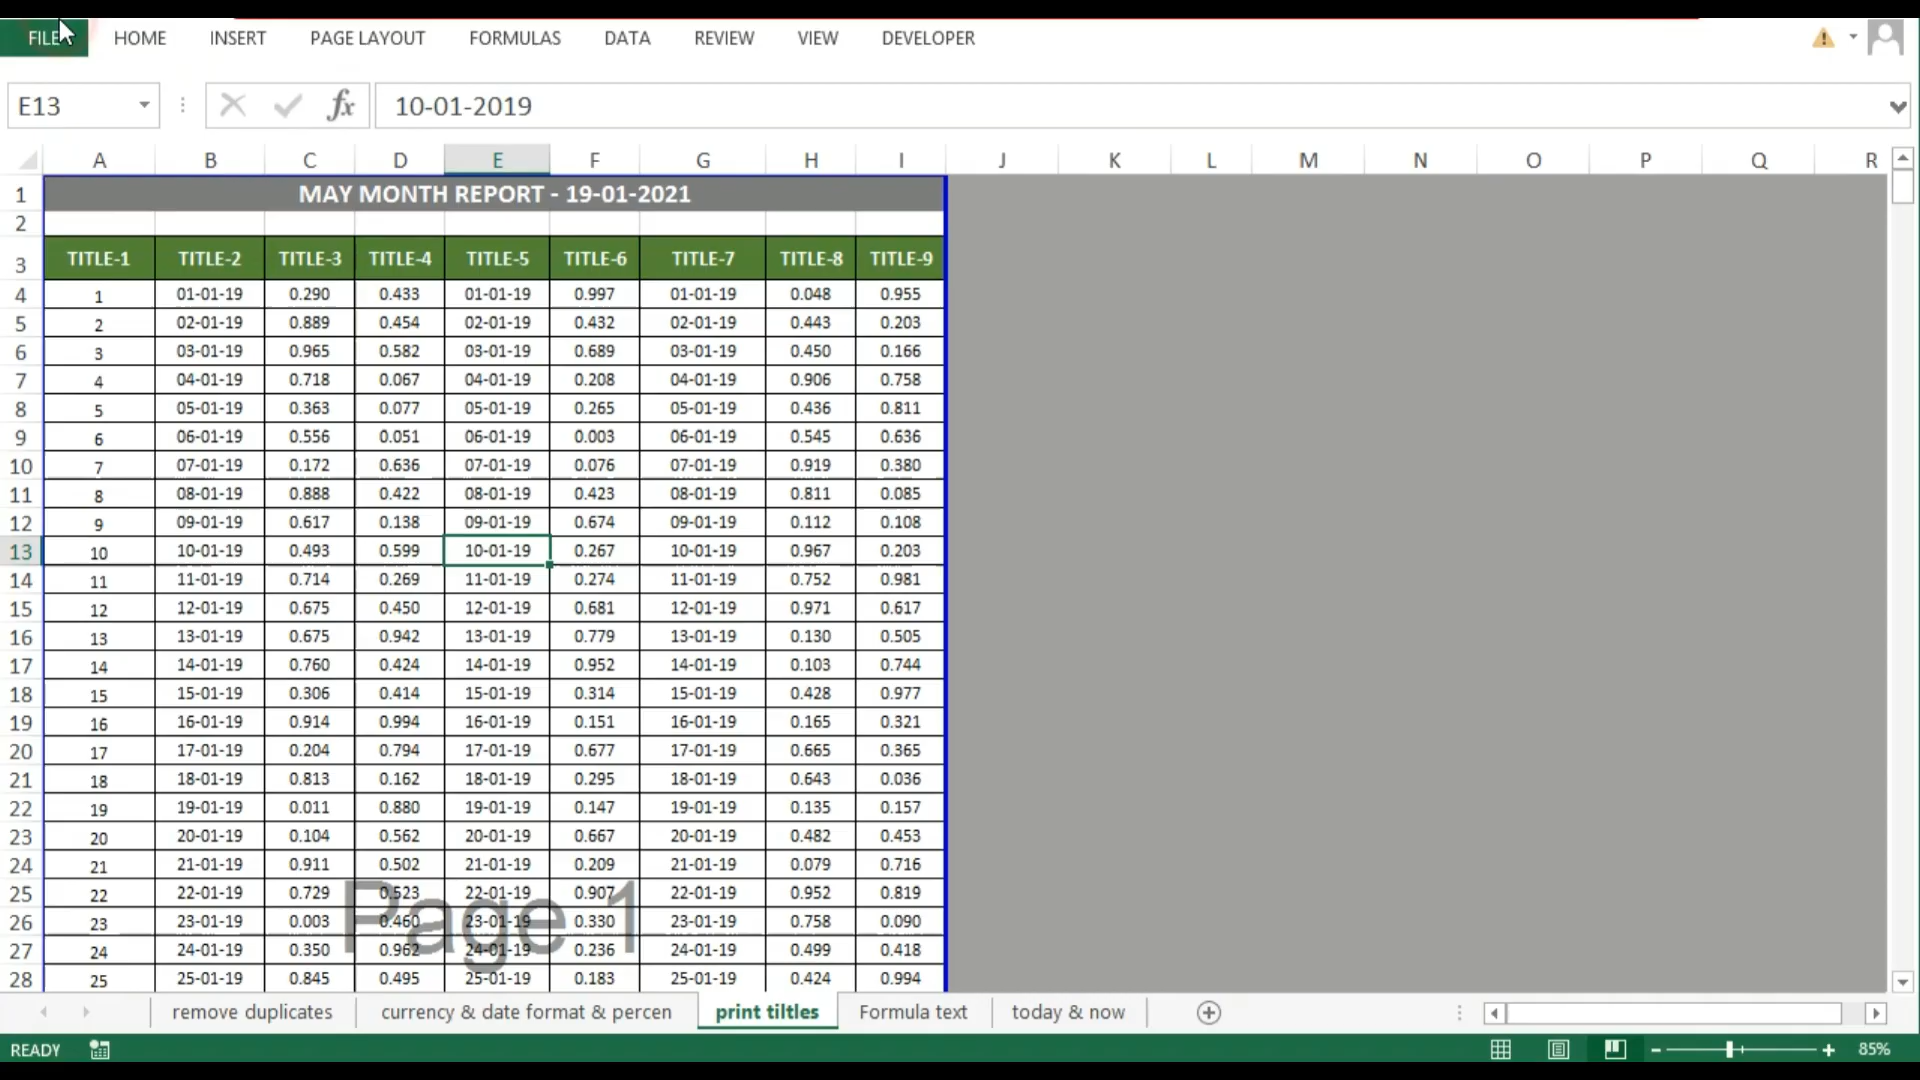 FILE HOME INSERT PAGE LAYOUT FORMULAS DATA REVIEW VIEW DEVELOPER
E13 fx 10-01-2019
A B C D E F G H I J K L M N O P Q R
1 MAY MONTH REPORT - 19-01-2021
2
3 TITLE-1 TITLE-2 TITLE-3 TITLE-4 TITLE-5 TITLE-6 TITLE-7 TITLE-8 TITLE-9
4 1 01-01-19 0.290 0.433 01-01-19 0.997 01-01-19 0.048 0.955
5 2 02-01-19 0.889 0.454 02-01-19 0.432 02-01-19 0.443 0.203
6 3 03-01-19 0.965 0.582 03-01-19 0.689 03-01-19 0.450 0.166
7 4 04-01-19 0.718 0.067 04-01-19 0.208 04-01-19 0.906 0.758
8 5 05-01-19 0.363 0.077 05-01-19 0.265 05-01-19 0.436 0.811
9 6 06-01-19 0.556 0.051 06-01-19 0.003 06-01-19 0.545 0.636
10 7 07-01-19 0.172 0.636 07-01-19 0.076 07-01-19 0.919 0.380
11 8 08-01-19 0.888 0.422 08-01-19 0.423 08-01-19 0.811 0.085
12 9 09-01-19 0.617 0.138 09-01-19 0.674 09-01-19 0.112 0.108
13 10 10-01-19 0.493 0.599 10-01-19 0.267 10-01-19 0.967 0.203
14 11 11-01-19 0.714 0.269 11-01-19 0.274 11-01-19 0.752 0.981
15 12 12-01-19 0.675 0.450 12-01-19 0.681 12-01-19 0.971 0.617
16 13 13-01-19 0.675 0.942 13-01-19 0.779 13-01-19 0.130 0.505
17 14 14-01-19 0.760 0.424 14-01-19 0.952 14-01-19 0.103 0.744
18 15 15-01-19 0.306 0.414 15-01-19 0.314 15-01-19 0.428 0.977
19 16 16-01-19 0.914 0.994 16-01-19 0.151 16-01-19 0.165 0.321
20 17 17-01-19 0.204 0.794 17-01-19 0.677 17-01-19 0.665 0.365
21 18 18-01-19 0.813 0.162 18-01-19 0.295 18-01-19 0.643 0.036
22 19 19-01-19 0.011 0.880 19-01-19 0.147 19-01-19 0.135 0.157
23 20 20-01-19 0.104 0.562 20-01-19 0.667 20-01-19 0.482 0.453
24 21 21-01-19 0.911 0.502 21-01-19 0.209 21-01-19 0.079 0.716
25 22 22-01-19 0.729 0.523 22-01-19 0.907 22-01-19 0.952 0.819
26 23 23-01-19 0.003 0.460 23-01-19 0.330 23-01-19 0.758 0.090
Page 1
27 24 24-01-19 0.350 0.962 24-01-19 0.236 24-01-19 0.499 0.418
28 25 25-01-19 0.845 0.495 25-01-19 0.183 25-01-19 0.424 0.994
remove duplicates currency & date format & percen print tiltles Formula text today & now
READY 85%